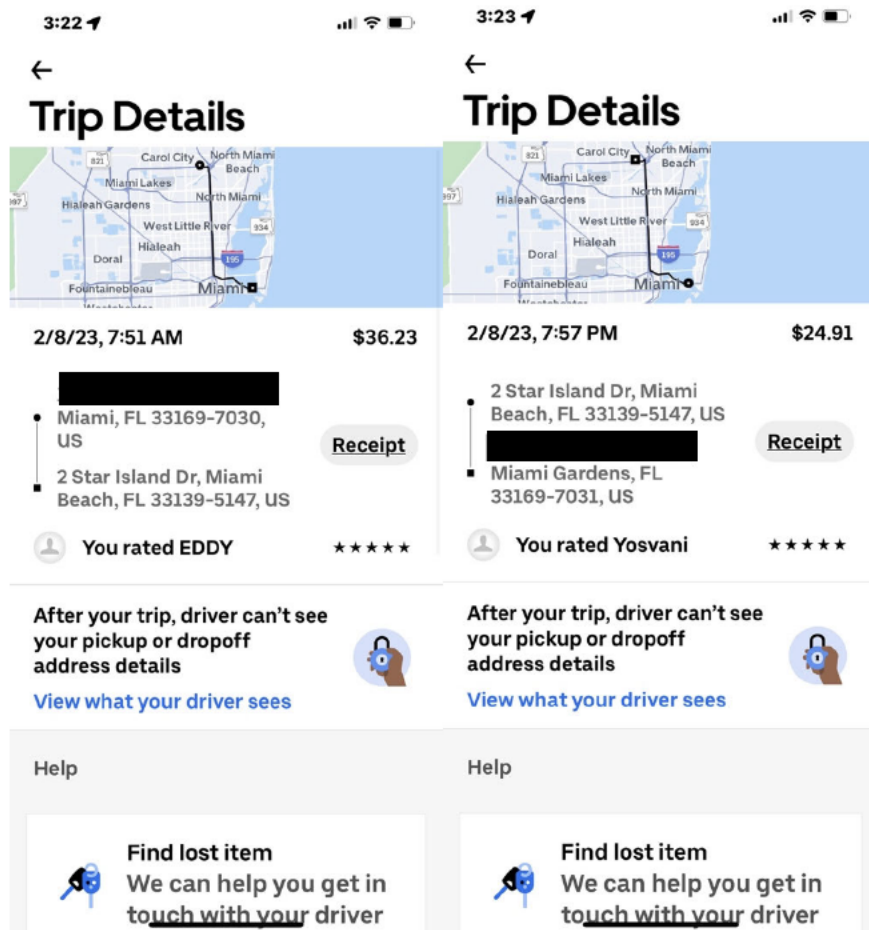 3:22
Trip Details
821
Carol City
North Miami
Beach
Miami Lakes
997
Hialeah Gardens
North Miami
West Little River
934
Hialeah
195
Doral
Fountainebleau
Miami
2/8/23, 7:51 AM
$36.23
Miami, FL 33169-7030,
US
Receipt
2 Star Island Dr, Miami
Beach, FL 33139-5147, US
You rated EDDY
★★★★★
After your trip, driver can't see
your pickup or dropoff
address details
View what your driver sees
Help
Find lost item
We can help you get in
touch with your driver
3:23
Trip Details
821
Carol City
North Miami
Beach
Miami Lakes
997
Hialeah Gardens
North Miami
West Little River
934
Hialeah
195
Doral
Fountainebleau
Miami
2/8/23, 7:57 PM
$24.91
2 Star Island Dr, Miami
Beach, FL 33139-5147, US
Receipt
Miami Gardens, FL
33169-7031, US
You rated Yosvani
★★★★★
After your trip, driver can't see
your pickup or dropoff
address details
View what your driver sees
Help
Find lost item
We can help you get in
touch with your driver